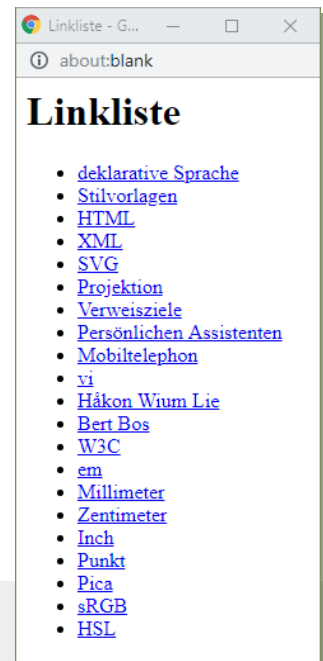 Linkliste - G...
about:blank
Linkliste
deklarative Sprache
Stilvorlagen
HTML
XML
SVG
Projektion
Verweisziele
Persönlichen Assistenten
Mobiltelephon
vi
Håkon Wium Lie
Bert Bos
W3C
em
Millimeter
Zentimeter
Inch
Punkt
Pica
sRGB
HSL